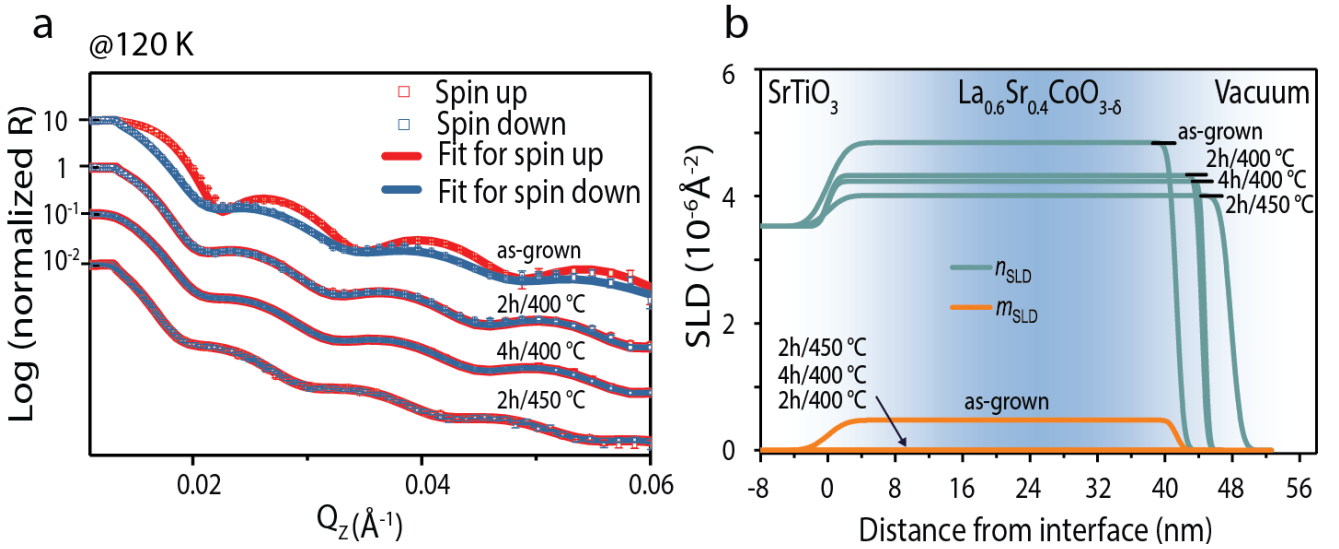 a
@120 K
Spin up
Spin down
Fit for spin up
Fit for spin down
10
1
10⁻¹
10⁻²
as-grown
2h/400 °C
4h/400 °C
2h/450 °C
Log (normalized R)
0.02
0.04
0.06
Q_Z(Å⁻¹)
b
SrTiO₃
La₀.₆Sr₀.₄CoO₃₋δ
Vacuum
as-grown
2h/400 °C
4h/400 °C
2h/450 °C
n_SLD
m_SLD
2h/450 °C
4h/400 °C
2h/400 °C
as-grown
SLD (10⁻⁶Å⁻²)
6
4
2
0
-8
0
8
16
24
32
40
48
56
Distance from interface (nm)